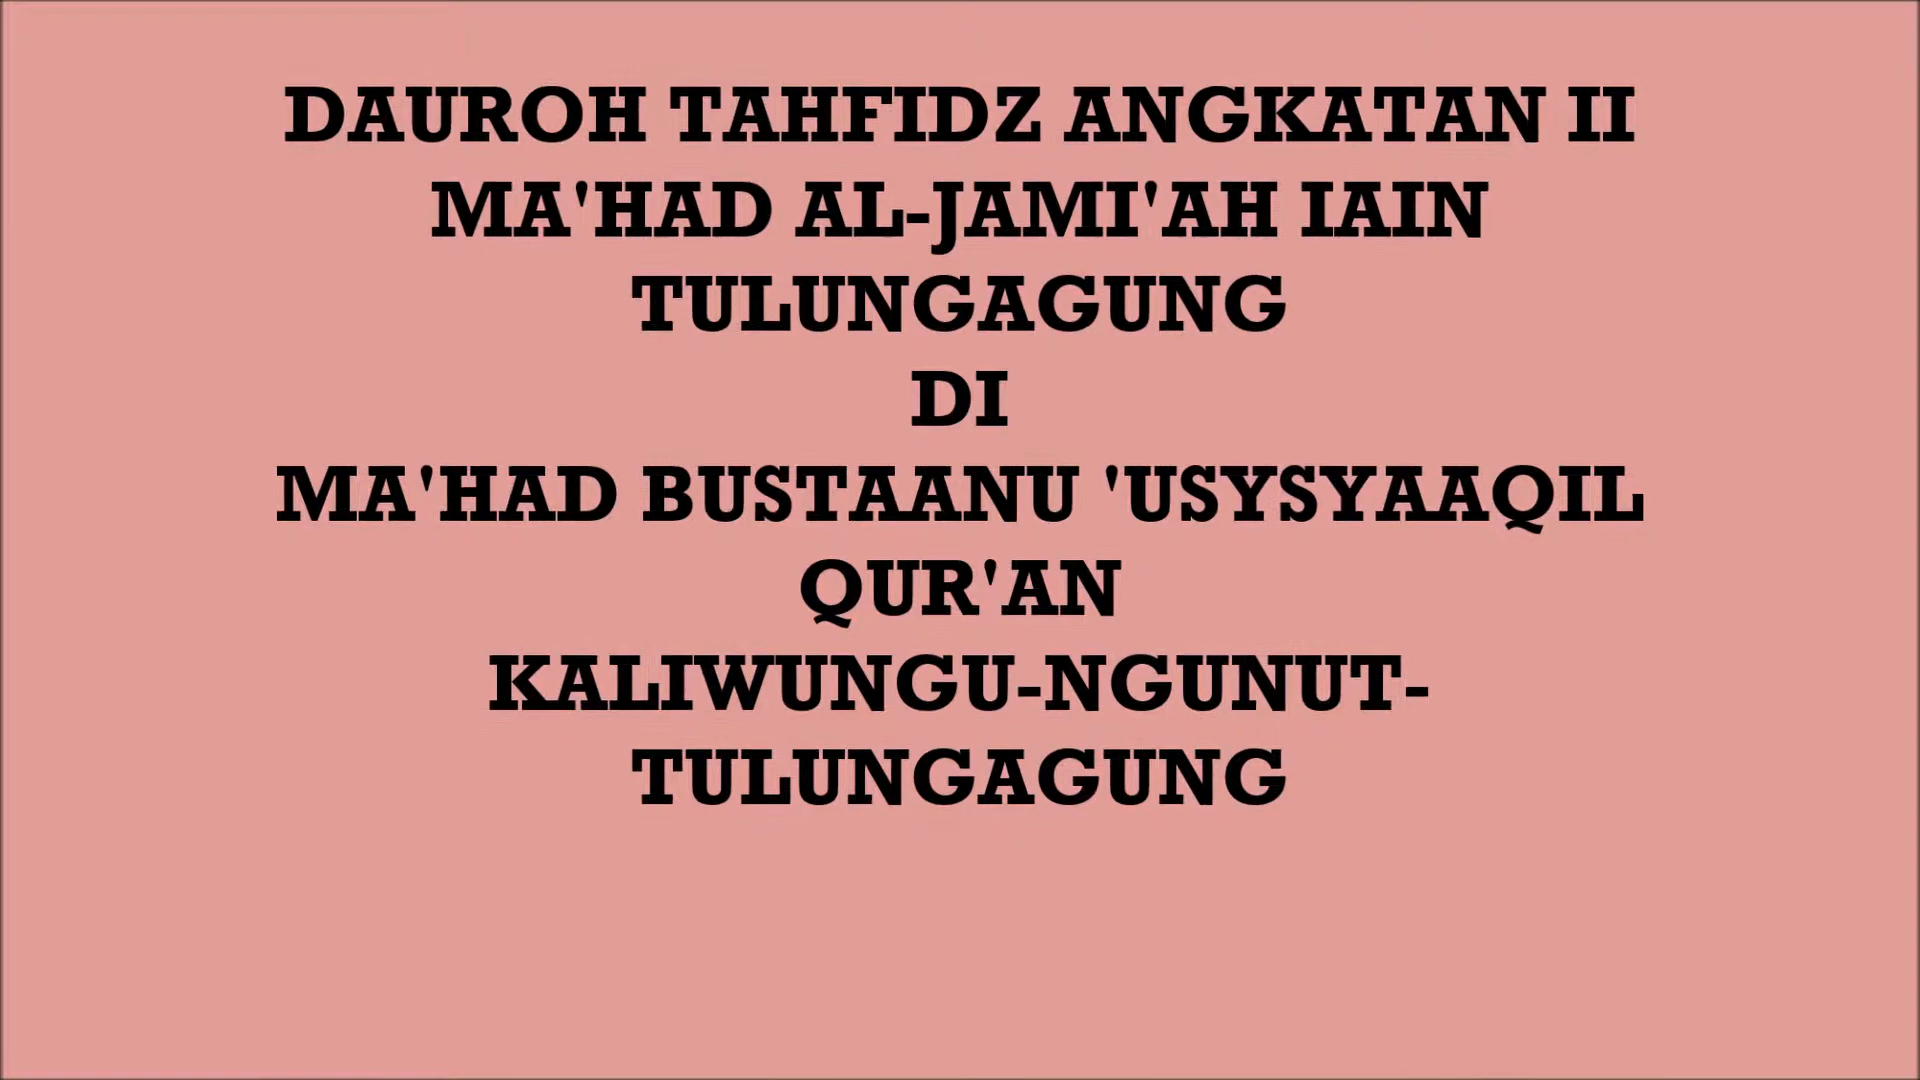 DAUROH TAHFIDZ ANGKATAN II
MA'HAD AL-JAMI'AH IAIN
TULUNGAGUNG
DI
MA'HAD BUSTAANU 'USYSYAAQIL
QUR'AN
KALIWUNGU-NGUNUT-
TULUNGAGUNG